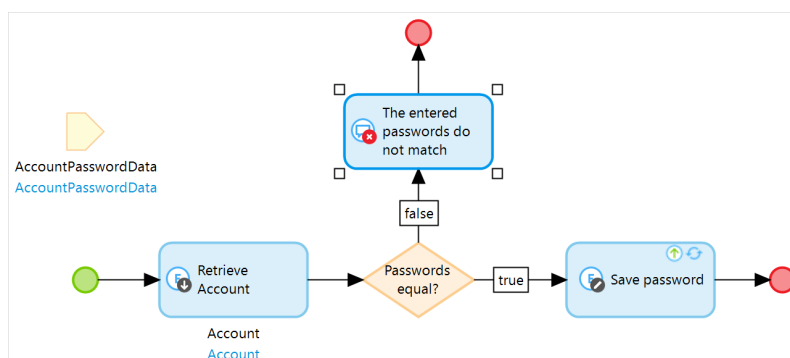 The entered
passwords do
not match
AccountPasswordData
AccountPasswordData
false
Retrieve
Account
Passwords
equal?
true
Save password
Account
Account